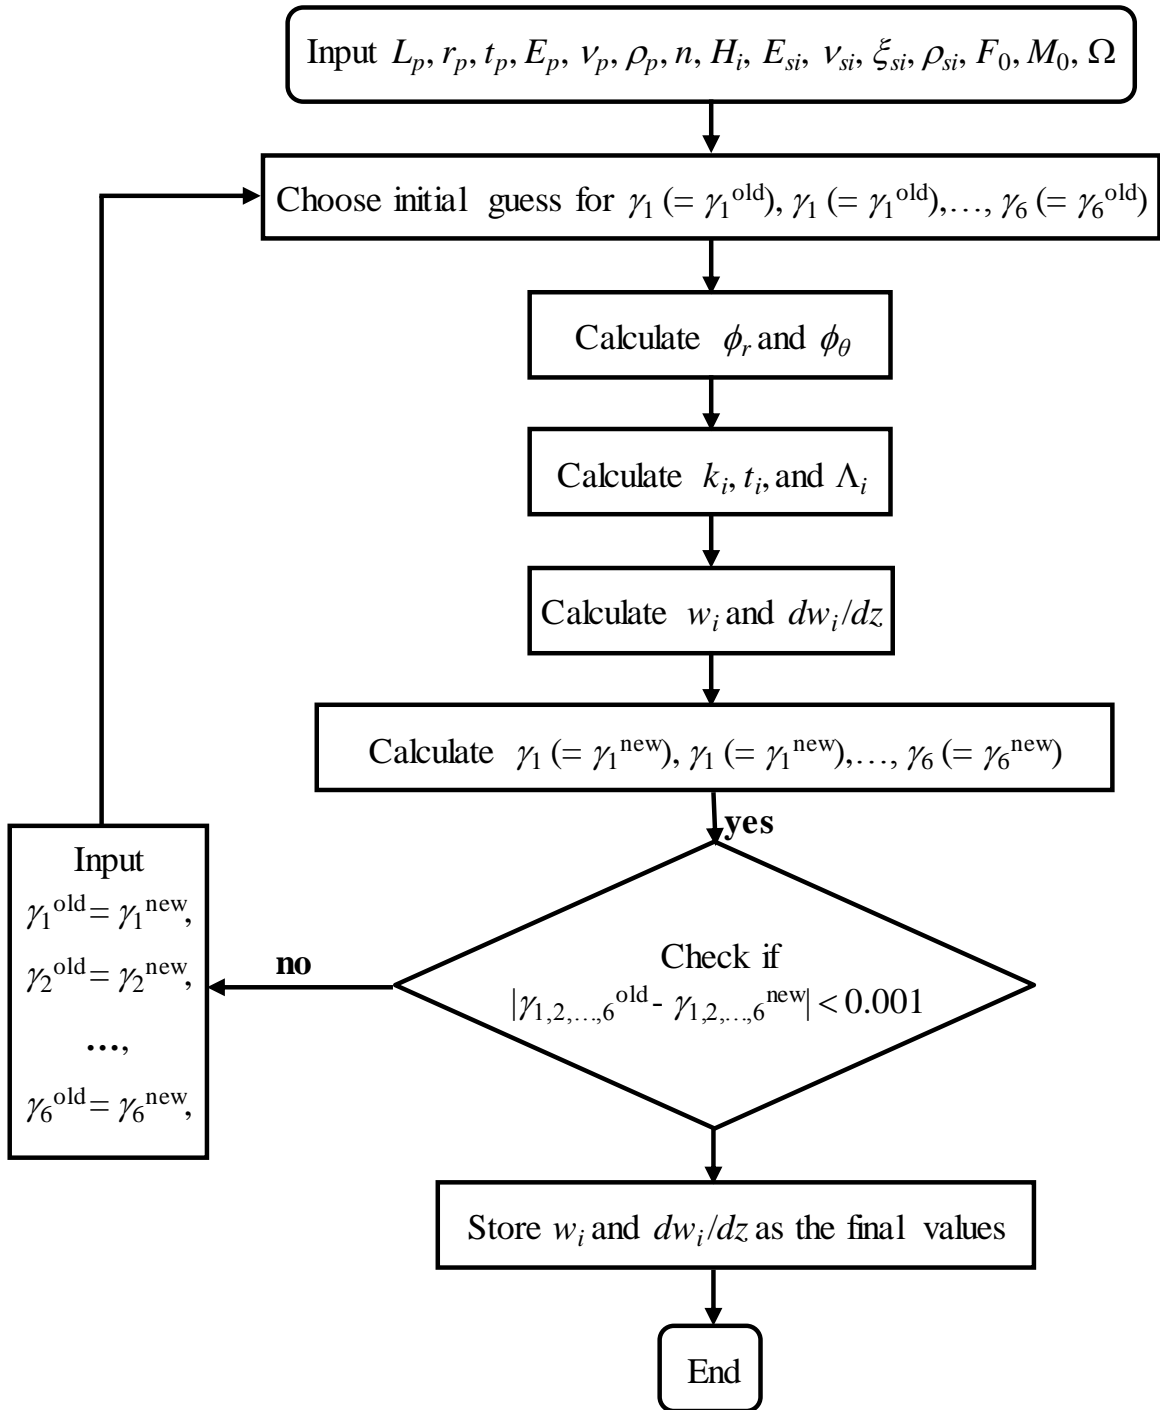 Input L_p, r_p, t_p, E_p, ν_p, ρ_p, n, H_i, E_si, ν_si, ξ_si, ρ_si, F_0, M_0, Ω
Choose initial guess for γ_1 (= γ_1^old), γ_1 (= γ_1^old),…, γ_6 (= γ_6^old)
Calculate ϕ_r and ϕ_θ
Calculate k_i, t_i, and Λ_i
Calculate w_i and dw_i/dz
Calculate γ_1 (= γ_1^new), γ_1 (= γ_1^new),…, γ_6 (= γ_6^new)
yes
Check if
|γ_1,2,…,6^old - γ_1,2,…,6^new| < 0.001
no
Input
γ_1^old = γ_1^new,
γ_2^old = γ_2^new,
…,
γ_6^old = γ_6^new,
Store w_i and dw_i/dz as the final values
End